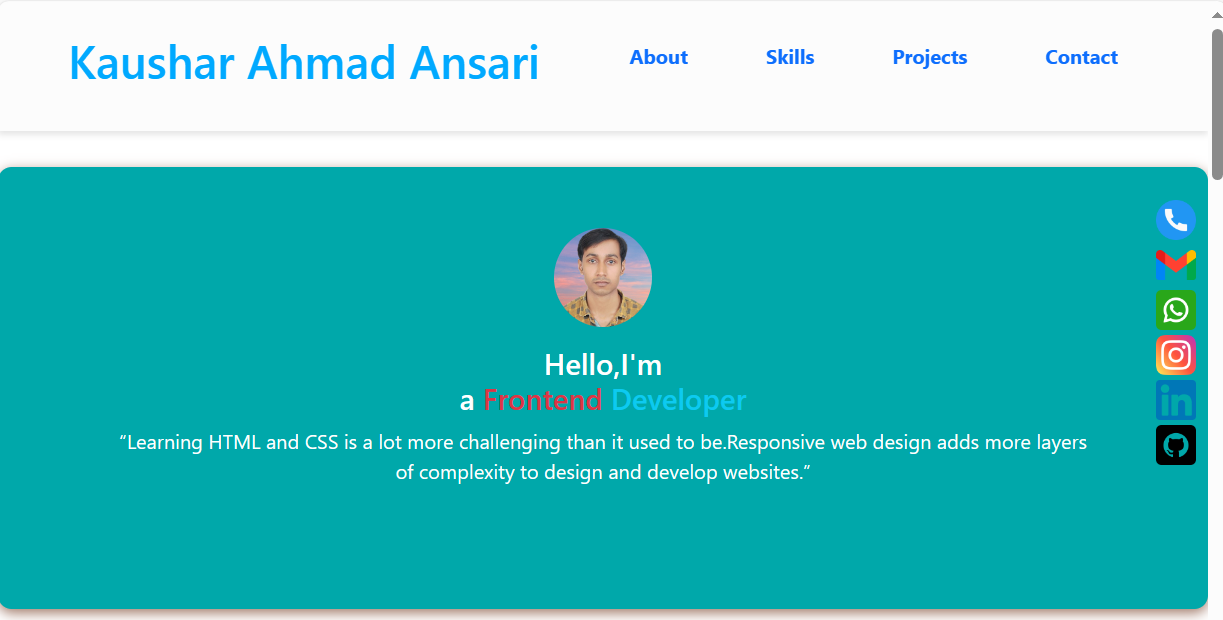 Kaushar Ahmad Ansari
About Skills Projects Contact
Hello,I'm
a Frontend Developer
“Learning HTML and CSS is a lot more challenging than it used to be.Responsive web design adds more layers
of complexity to design and develop websites.“
in